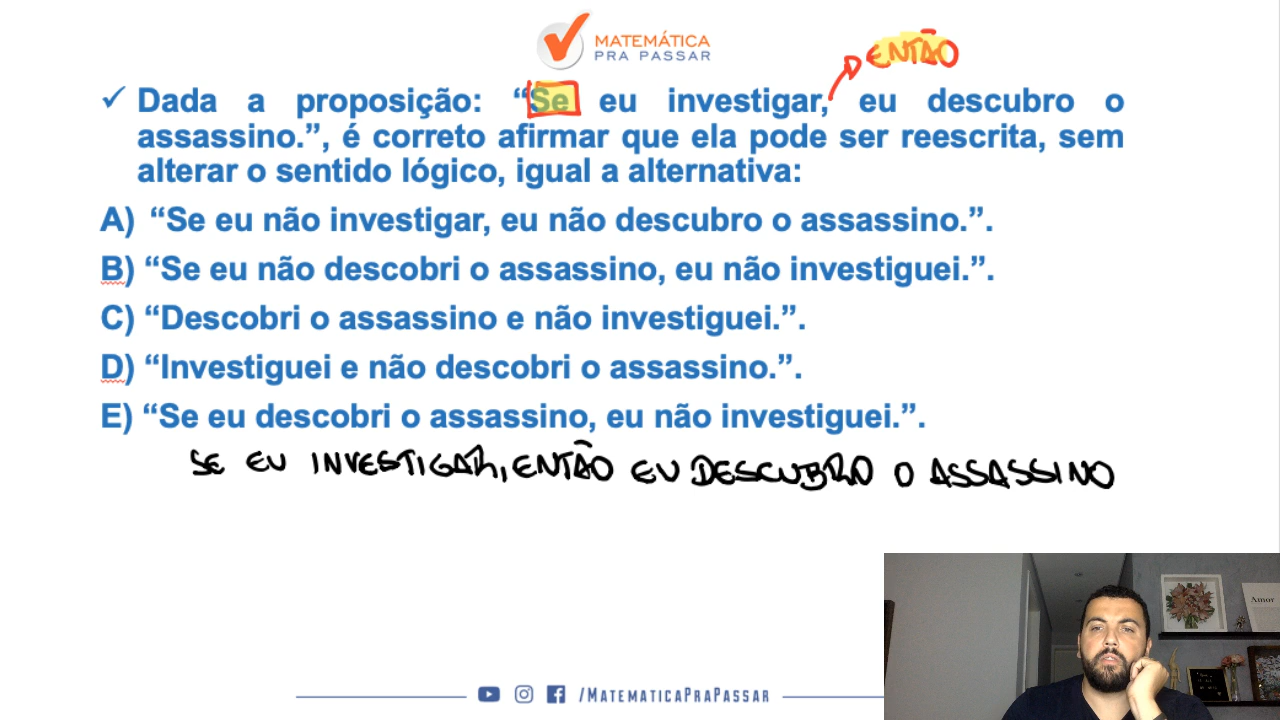 MATEMÁTICA
PRA PASSAR
ENTÃO
✓ Dada a proposição: “Se eu investigar, eu descubro o
assassino.”, é correto afirmar que ela pode ser reescrita, sem
alterar o sentido lógico, igual a alternativa:
A) “Se eu não investigar, eu não descubro o assassino.”.
B) “Se eu não descobri o assassino, eu não investiguei.”.
C) “Descobri o assassino e não investiguei.”.
D) “Investiguei e não descobri o assassino.”.
E) “Se eu descobri o assassino, eu não investiguei.”.
SE EU INVESTIGAR, ENTÃO EU DESCUBRO O ASSASSINO
Amor
/MATEMATICAPRAPASSAR